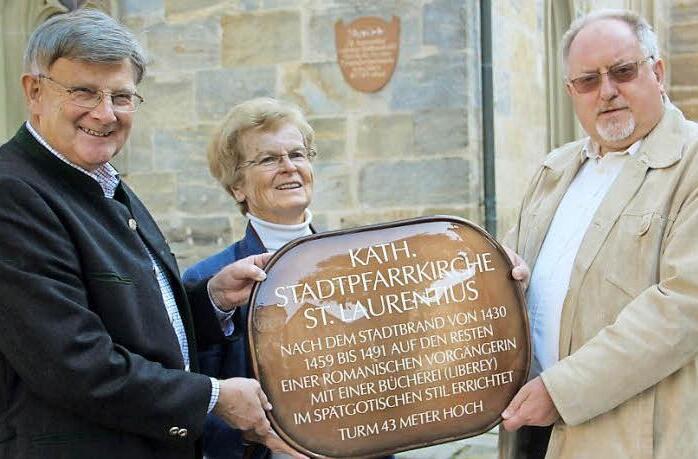 KATH.
STADTPFARRKIRCHE
ST. LAURENTIUS
NACH DEM STADTBRAND VON 1430
1459 BIS 1491 AUF DEN RESTEN
EINER ROMANISCHEN VORGÄNGERIN
MIT EINER BÜCHEREI (LIBEREY)
IM SPÄTGOTISCHEN STIL ERRICHTET
TURM 43 METER HOCH